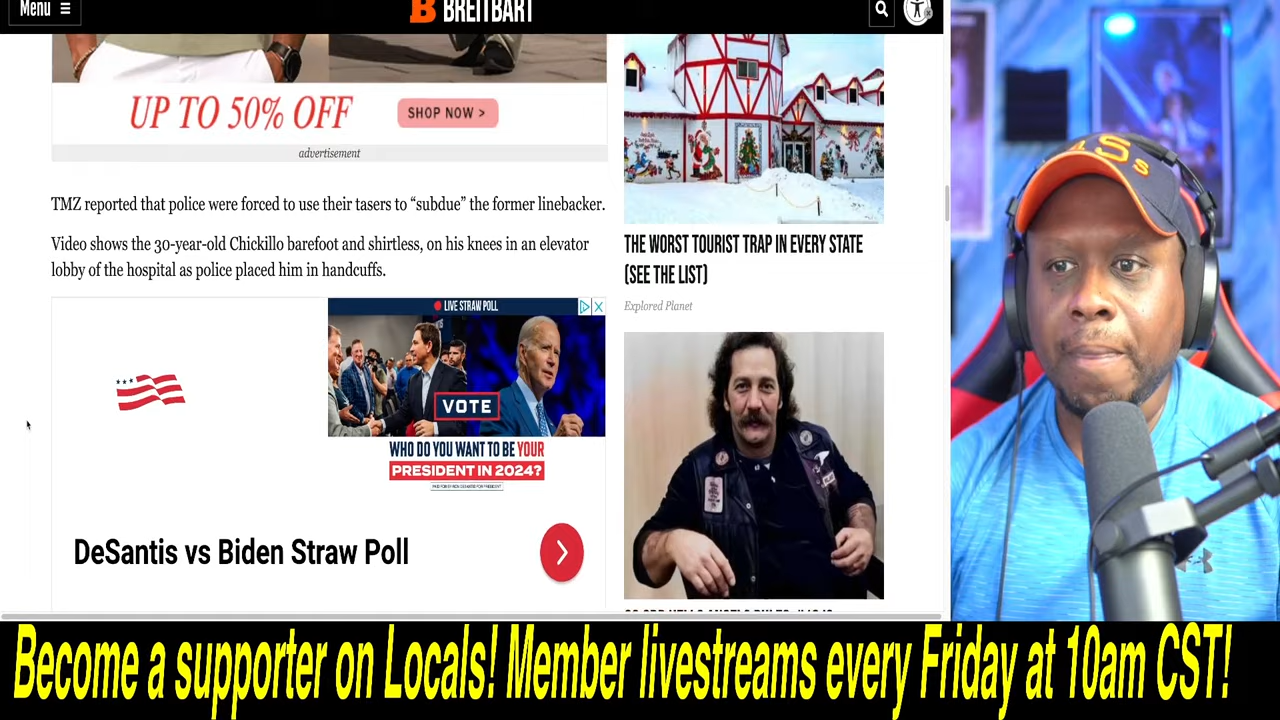 Menu
BREITBART
UP TO 50% OFF
SHOP NOW >
advertisement
TMZ reported that police were forced to use their tasers to “subdue” the former linebacker.
Video shows the 30-year-old Chickillo barefoot and shirtless, on his knees in an elevator
lobby of the hospital as police placed him in handcuffs.
LIVE STRAW POLL
VOTE
WHO DO YOU WANT TO BE YOUR
PRESIDENT IN 2024?
DeSantis vs Biden Straw Poll
THE WORST TOURIST TRAP IN EVERY STATE
(SEE THE LIST)
Explored Planet
Become a supporter on Locals! Member livestreams every Friday at 10am CST!